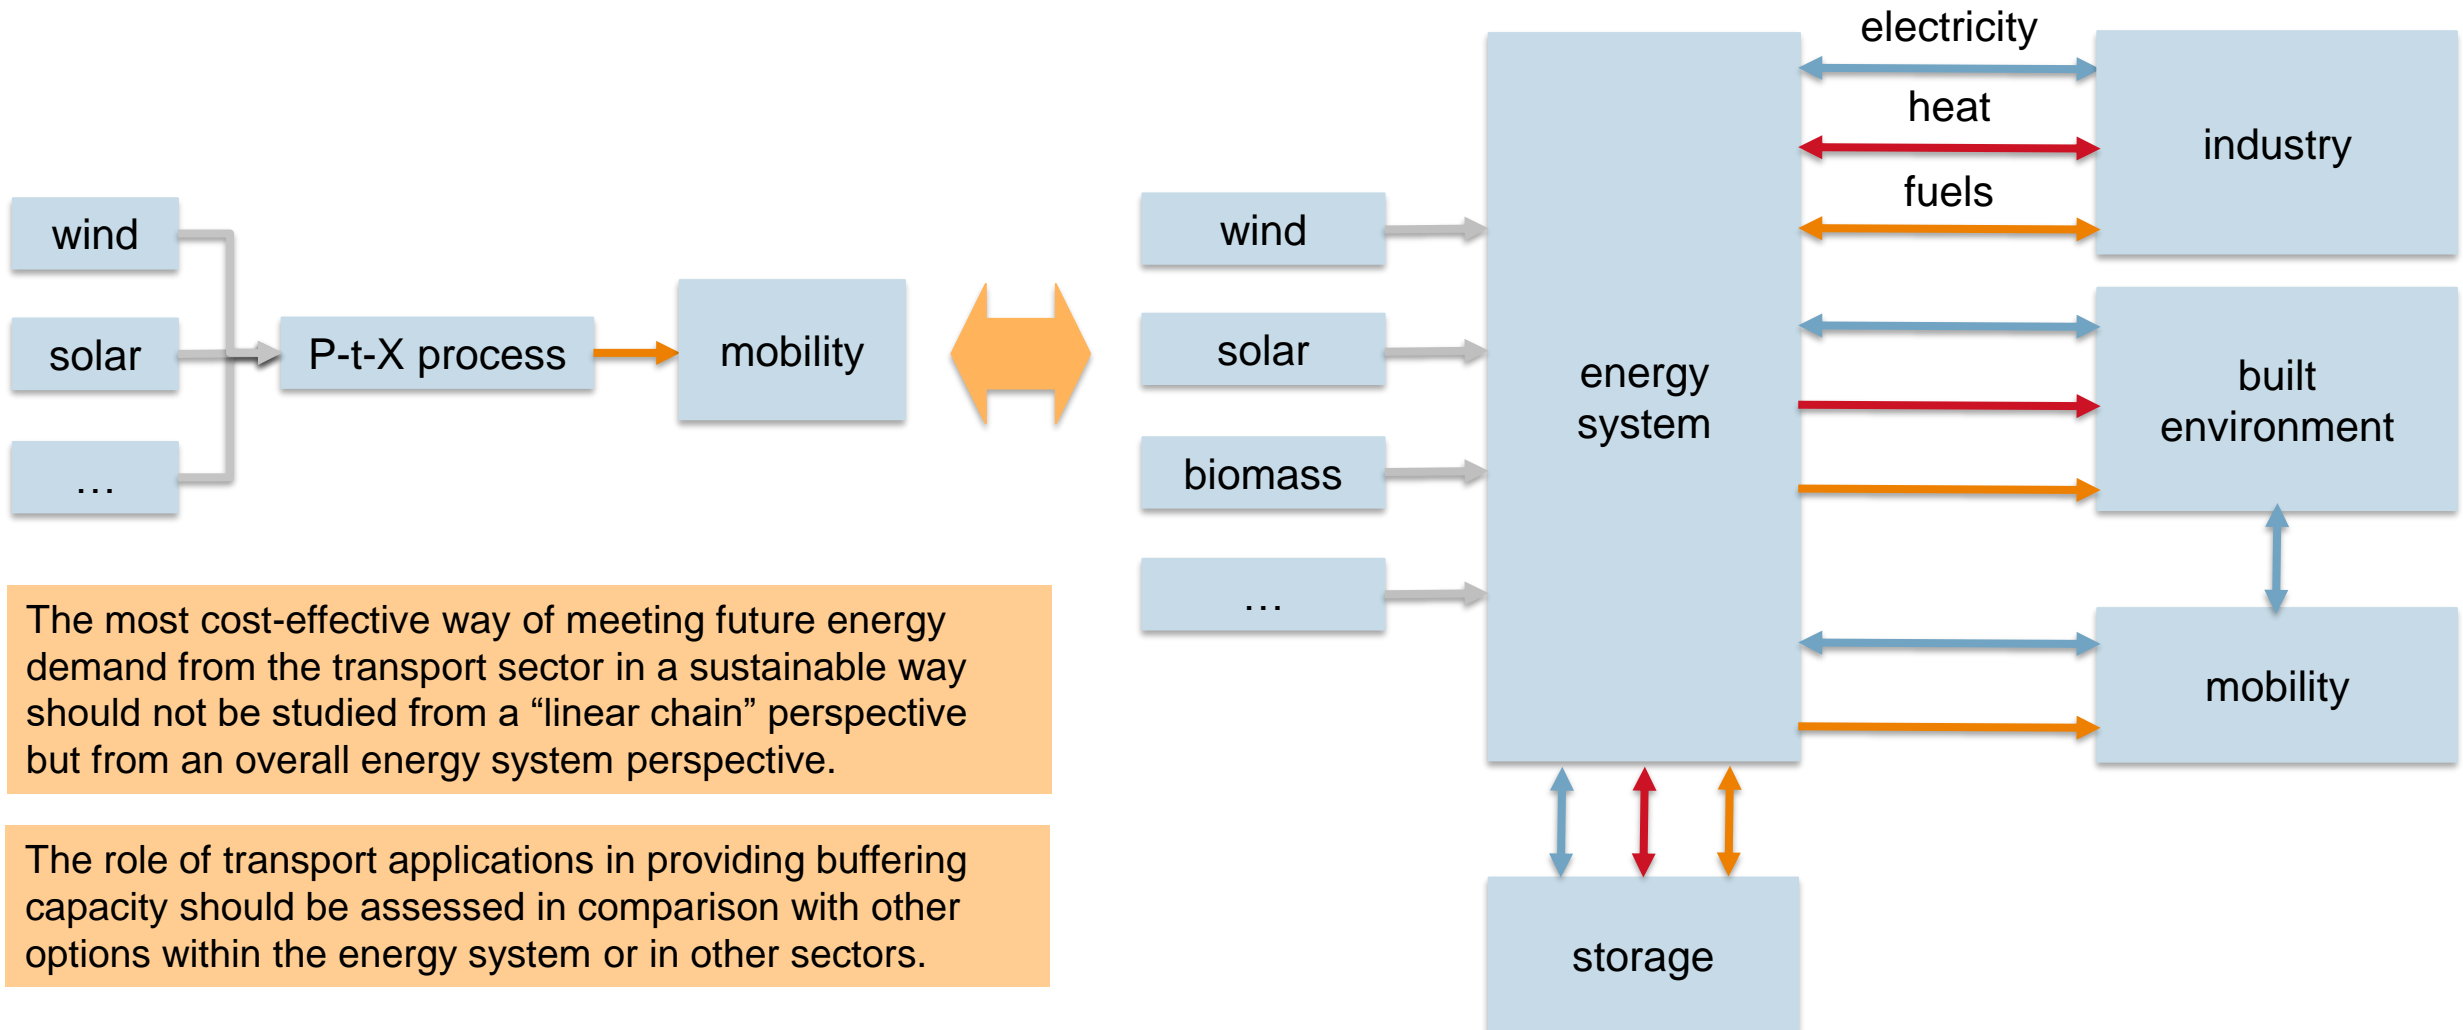 wind
solar
…
P-t-X process
mobility
The most cost-effective way of meeting future energy
demand from the transport sector in a sustainable way
should not be studied from a “linear chain” perspective
but from an overall energy system perspective.
The role of transport applications in providing buffering
capacity should be assessed in comparison with other
options within the energy system or in other sectors.
wind
solar
biomass
…
energy
system
electricity
heat
fuels
industry
built
environment
mobility
storage